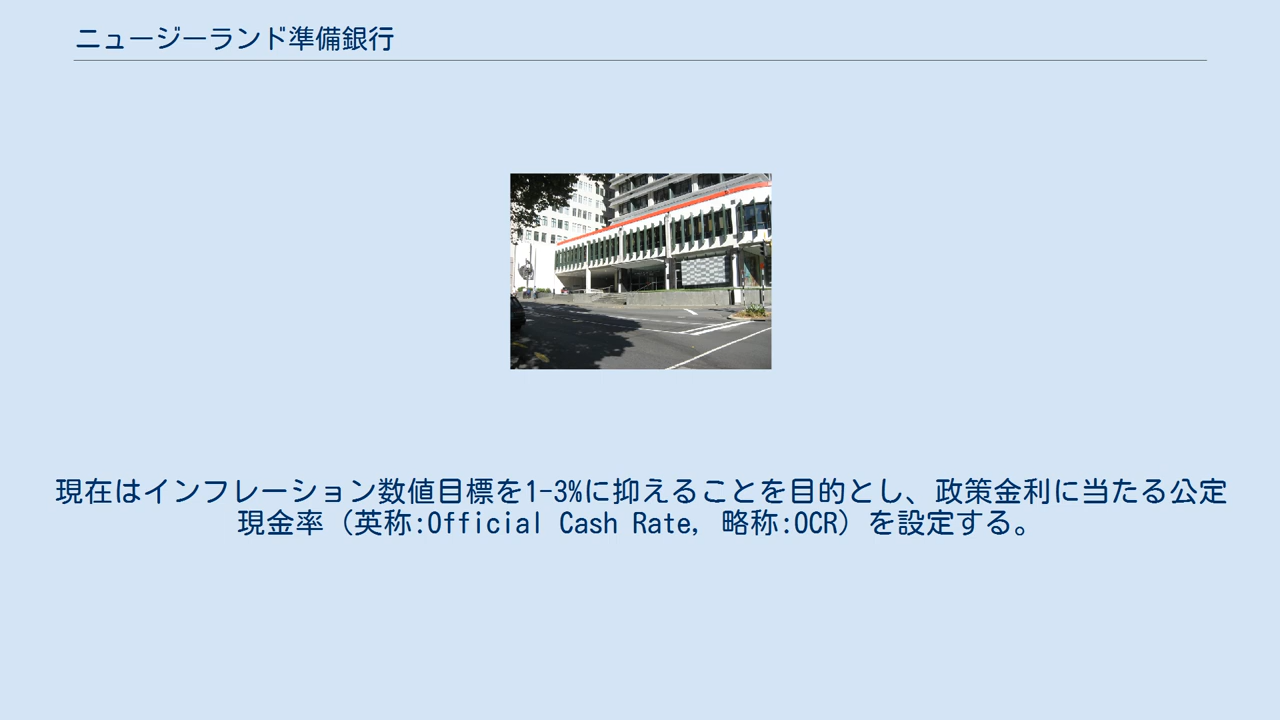 ニュージーランド準備銀行
現在はインフレーション数値目標を1-3%に抑えることを目的とし、政策金利に当たる公定
現金率（英称:Official Cash Rate, 略称:OCR）を設定する。